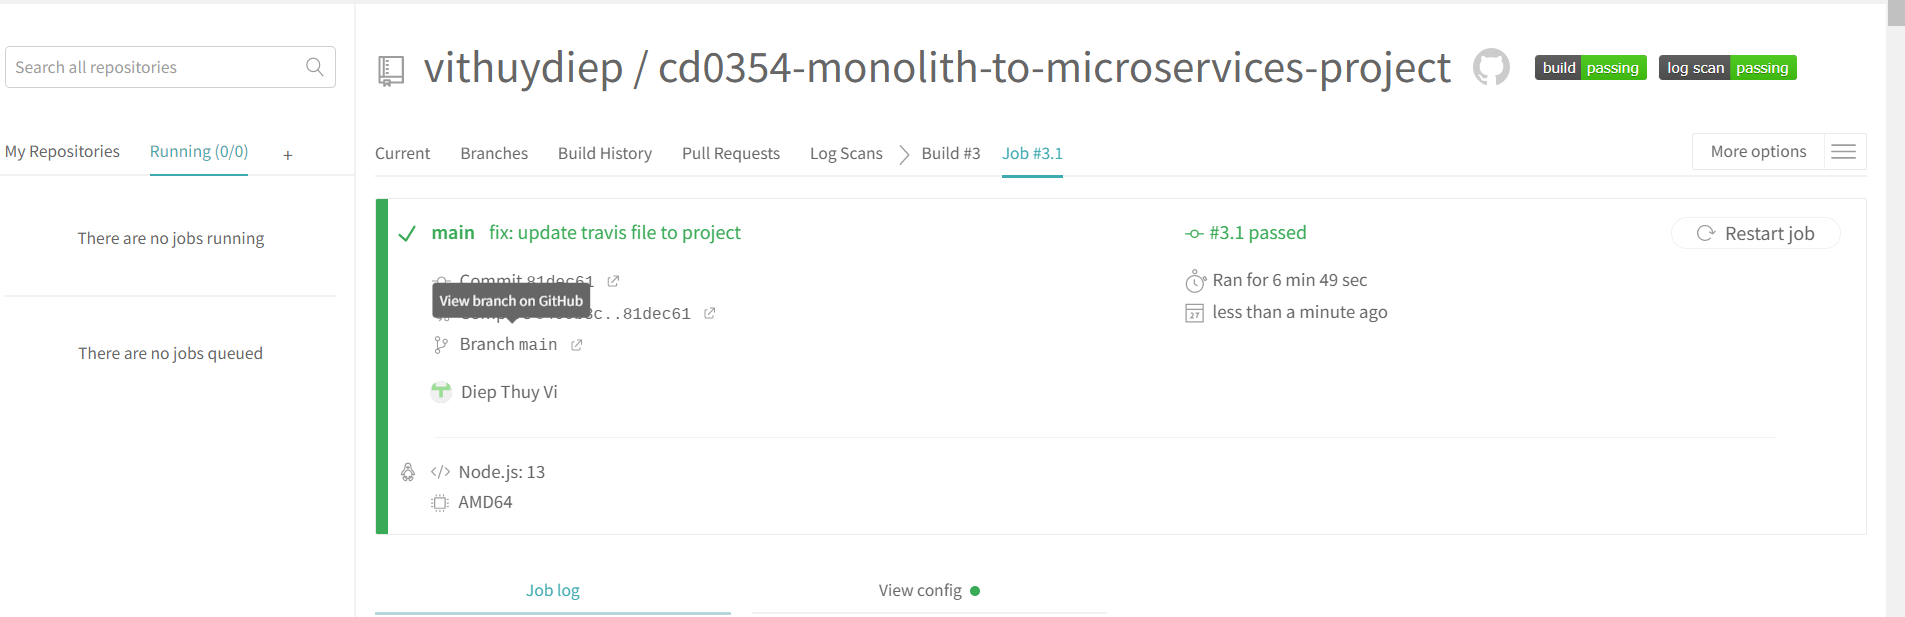 Search all repositories
My Repositories
Running (0/0)
+
There are no jobs running
There are no jobs queued
vithuydiep / cd0354-monolith-to-microservices-project
build passing
log scan passing
Current
Branches
Build History
Pull Requests
Log Scans
Build #3
Job #3.1
More options
main fix: update travis file to project
Commit 81dec61
View branch on GitHub
c..81dec61
Branch main
Diep Thuy Vi
#3.1 passed
Ran for 6 min 49 sec
27 less than a minute ago
Restart job
</> Node.js: 13
AMD64
Job log
View config